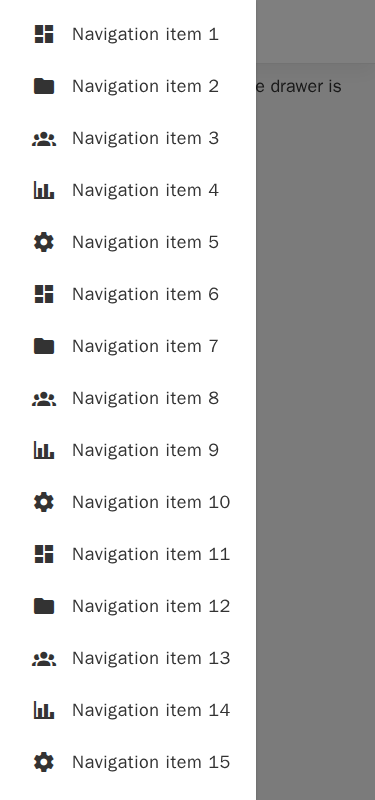 Navigation item 1
Navigation item 2
e drawer is
Navigation item 3
Navigation item 4
Navigation item 5
Navigation item 6
Navigation item 7
Navigation item 8
Navigation item 9
Navigation item 10
Navigation item 11
Navigation item 12
Navigation item 13
Navigation item 14
Navigation item 15